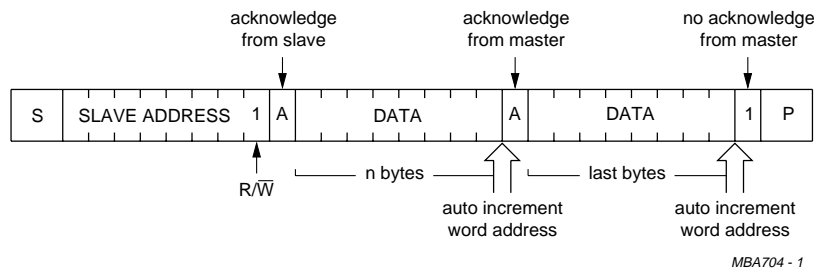 acknowledge
from slave
acknowledge
from master
no acknowledge
from master
S SLAVE ADDRESS 1 A DATA A DATA 1 P
R/W̅
n bytes
last bytes
auto increment
word address
auto increment
word address
MBA704 - 1